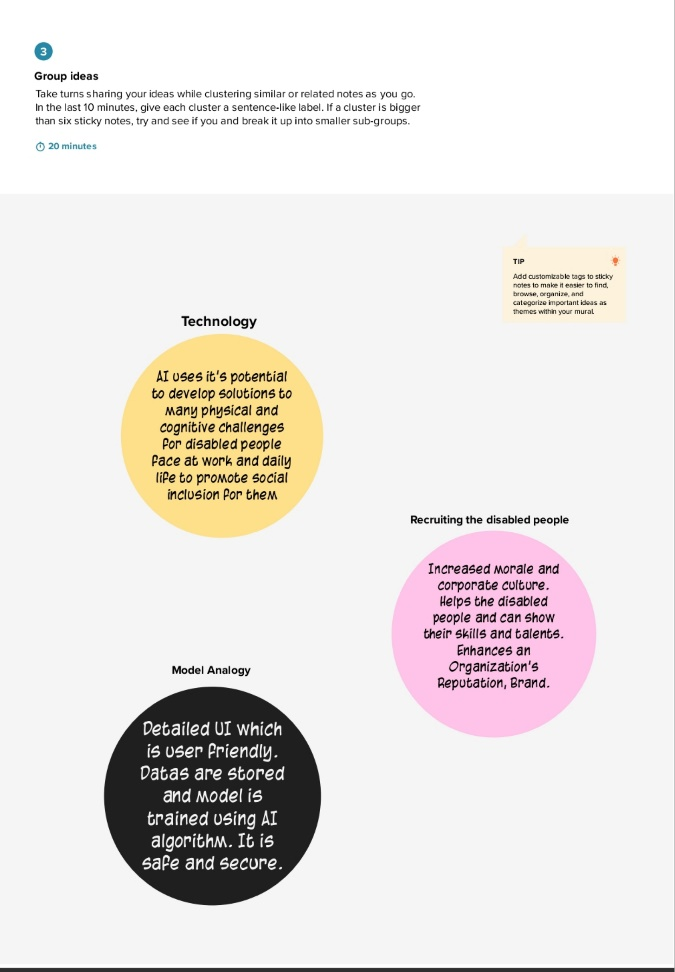 3
Group ideas
Take turns sharing your ideas while clustering similar or related notes as you go.
In the last 10 minutes, give each cluster a sentence-like label. If a cluster is bigger
than six sticky notes, try and see if you and break it up into smaller sub-groups.
20 minutes
TIP
Add customizable tags to sticky
notes to make it easier to find,
browse, organize, and
categorize important ideas as
themes within your mural.
Technology
AI uses it's potential
to develop solutions to
many physical and
cognitive challenges
for disabled people
face at work and daily
life to promote social
inclusion for them
Recruiting the disabled people
Increased morale and
corporate culture.
Helps the disabled
people and can show
their skills and talents.
Enhances an
Organization's
Reputation, Brand.
Model Analogy
Detailed UI which
is user friendly.
Datas are stored
and model is
trained using AI
algorithm. It is
safe and secure.